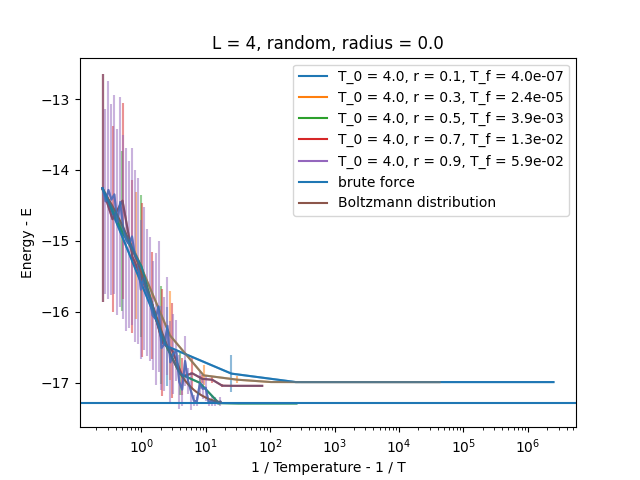 L = 4, random, radius = 0.0
T_0 = 4.0, r = 0.1, T_f = 4.0e-07
T_0 = 4.0, r = 0.3, T_f = 2.4e-05
T_0 = 4.0, r = 0.5, T_f = 3.9e-03
T_0 = 4.0, r = 0.7, T_f = 1.3e-02
T_0 = 4.0, r = 0.9, T_f = 5.9e-02
brute force
Boltzmann distribution
Energy - E
−13
−14
−15
−16
−17
10⁰ 10¹ 10² 10³ 10⁴ 10⁵ 10⁶
1 / Temperature - 1 / T